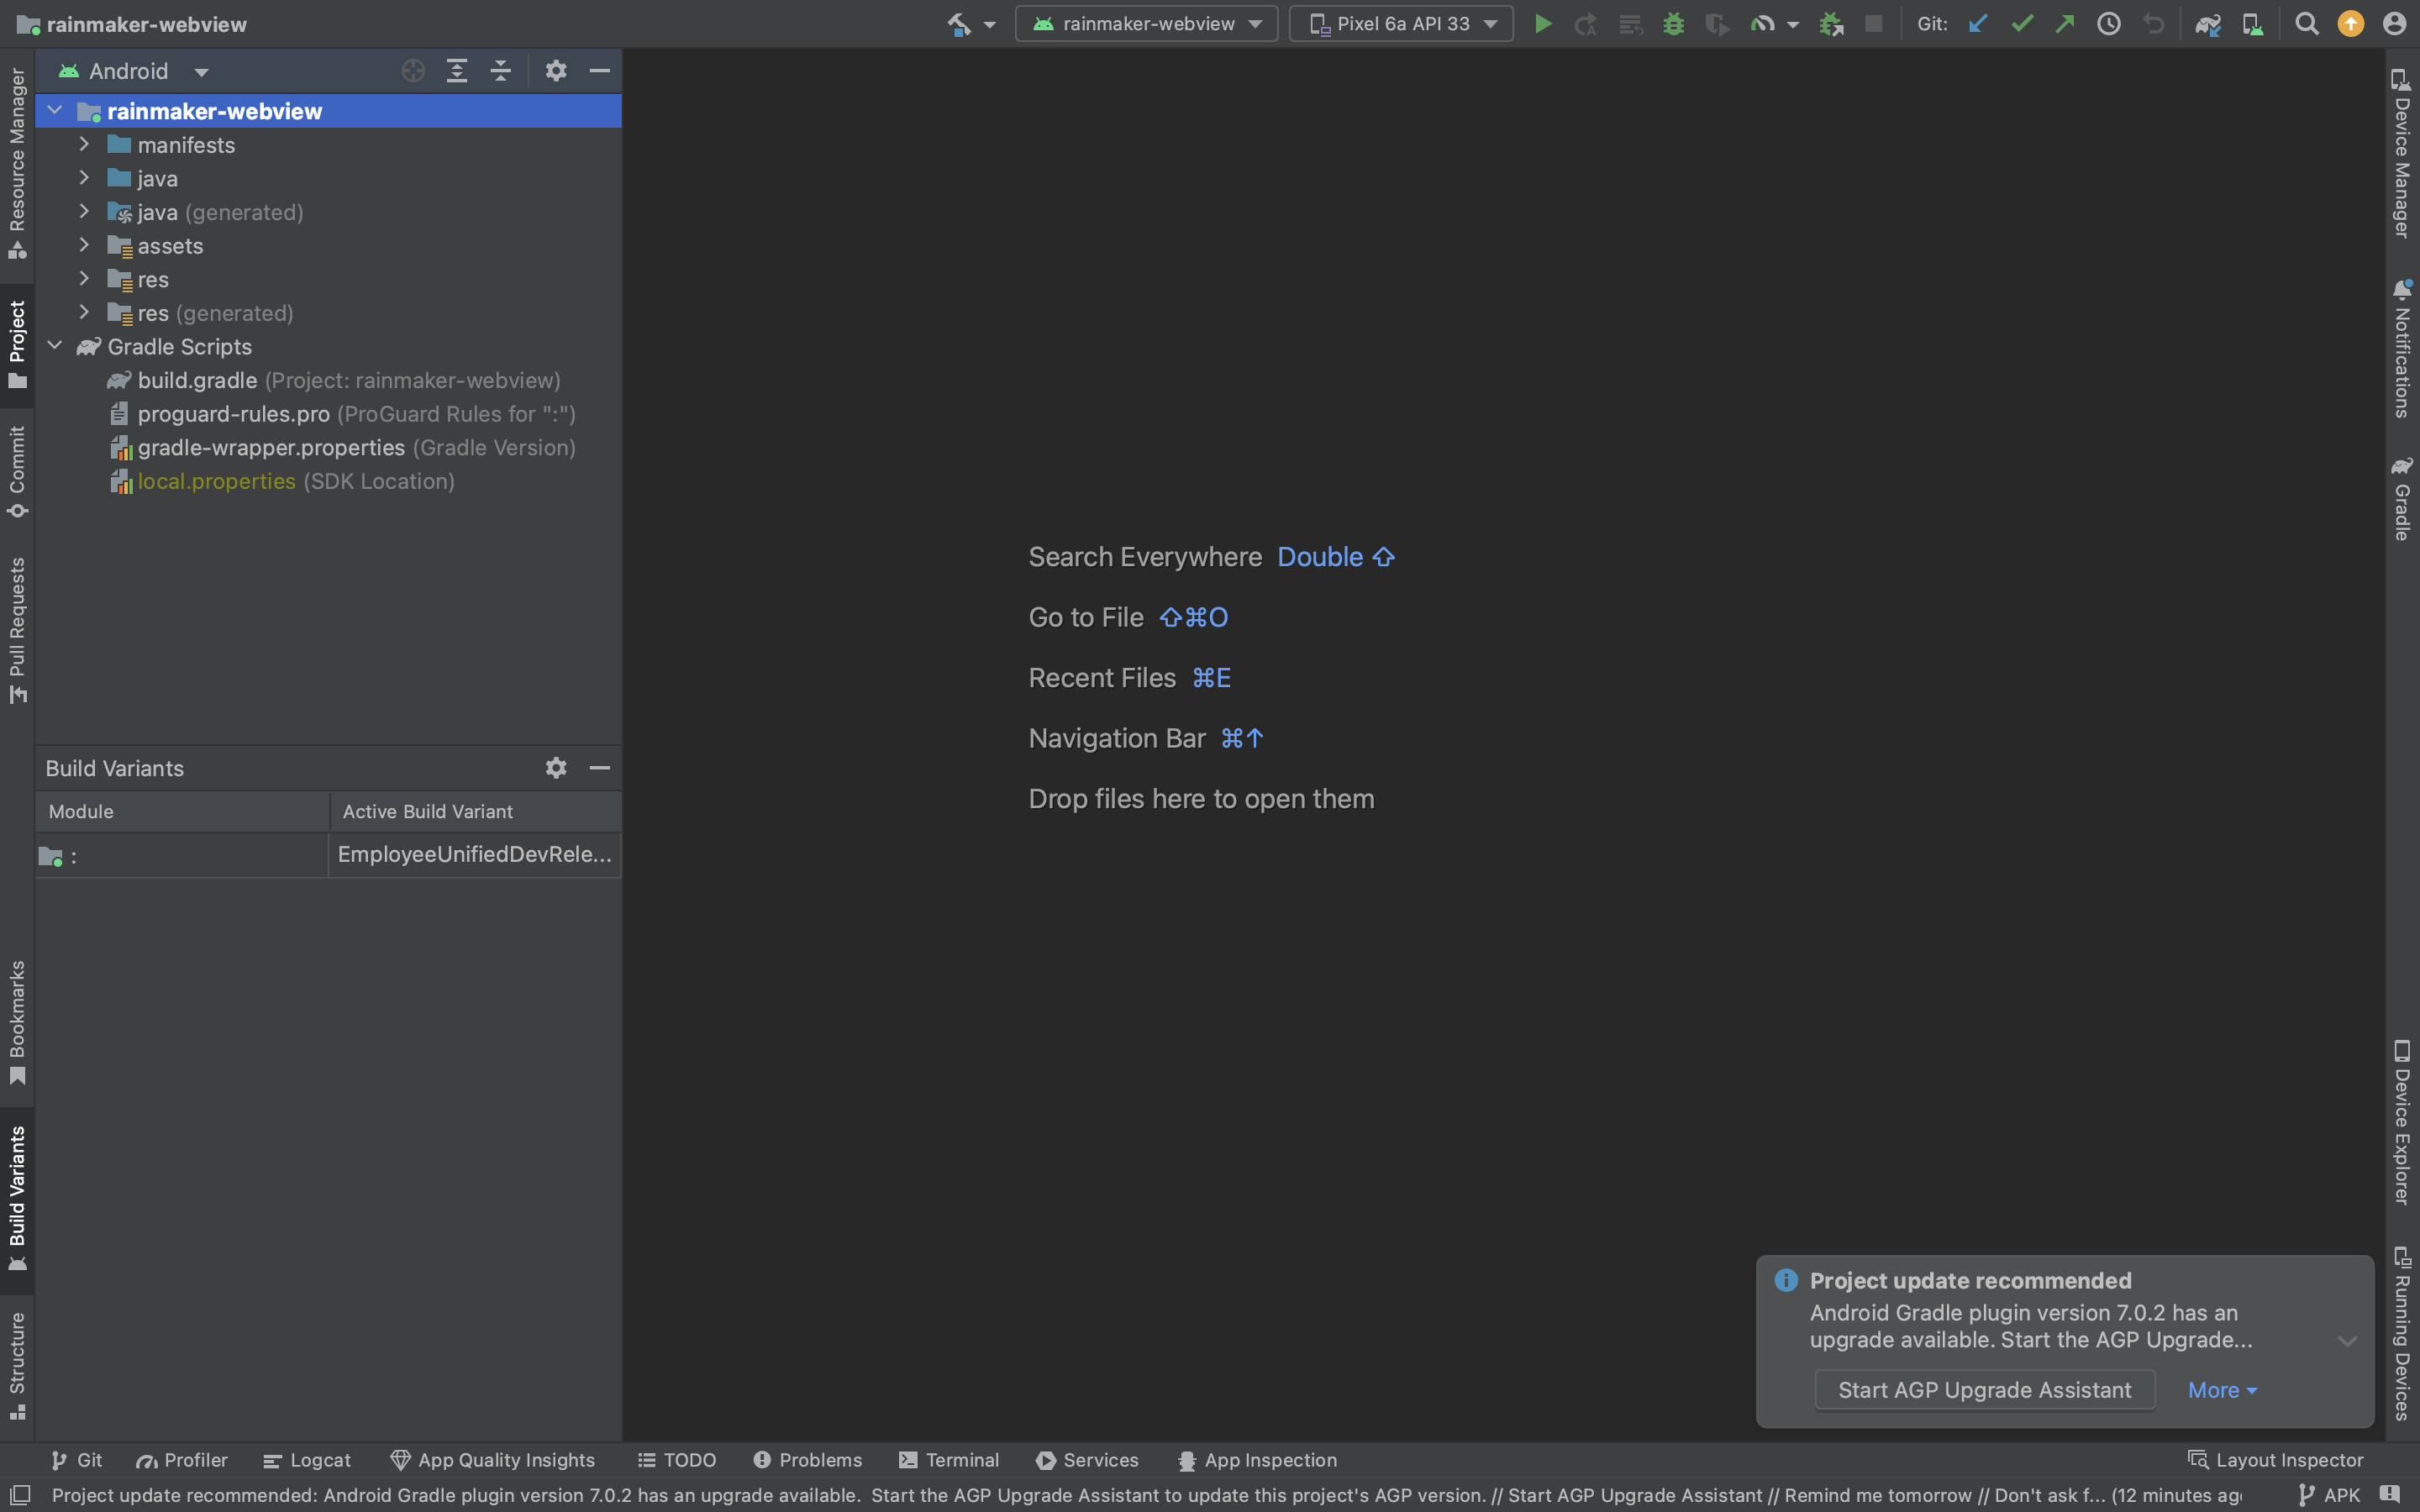 rainmaker-webview
rainmaker-webview
Pixel 6a API 33
Git:
Resource Manager
Project
Commit
Pull Requests
Bookmarks
Build Variants
Structure
Android
rainmaker-webview
manifests
java
java (generated)
assets
res
res (generated)
Gradle Scripts
build.gradle (Project: rainmaker-webview)
proguard-rules.pro (ProGuard Rules for ":")
gradle-wrapper.properties (Gradle Version)
local.properties (SDK Location)
Build Variants
Module Active Build Variant
: EmployeeUnifiedDevRele...
Search Everywhere Double ⇧
Go to File ⇧⌘O
Recent Files ⌘E
Navigation Bar ⌘↑
Drop files here to open them
Device Manager
Notifications
Gradle
Device Explorer
Running Devices
Project update recommended
Android Gradle plugin version 7.0.2 has an
upgrade available. Start the AGP Upgrade...
Start AGP Upgrade Assistant More
Git Profiler Logcat App Quality Insights TODO Problems Terminal Services App Inspection Layout Inspector
Project update recommended: Android Gradle plugin version 7.0.2 has an upgrade available. Start the AGP Upgrade Assistant to update this project's AGP version. // Start AGP Upgrade Assistant // Remind me tomorrow // Don't ask f... (12 minutes ag
APK